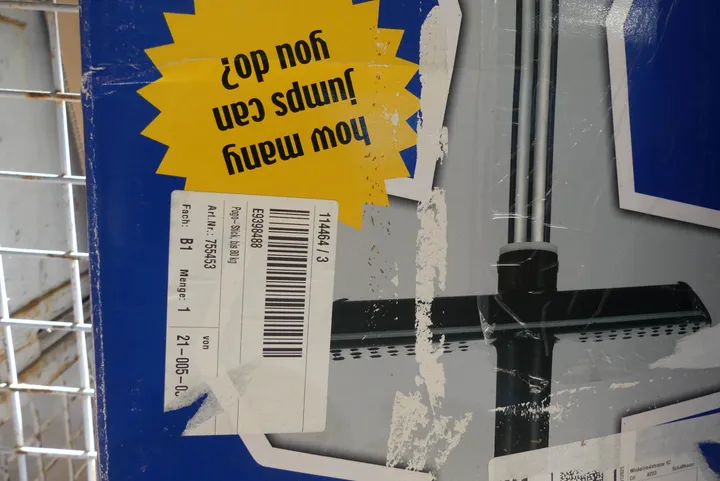 how many
jumps can
you do?
114464 / 3
E9398488
Pogo-Stick, bis 80 kg
Art.Nr.: 755453
Fach: B1 Menge: 1 von
21-005-0